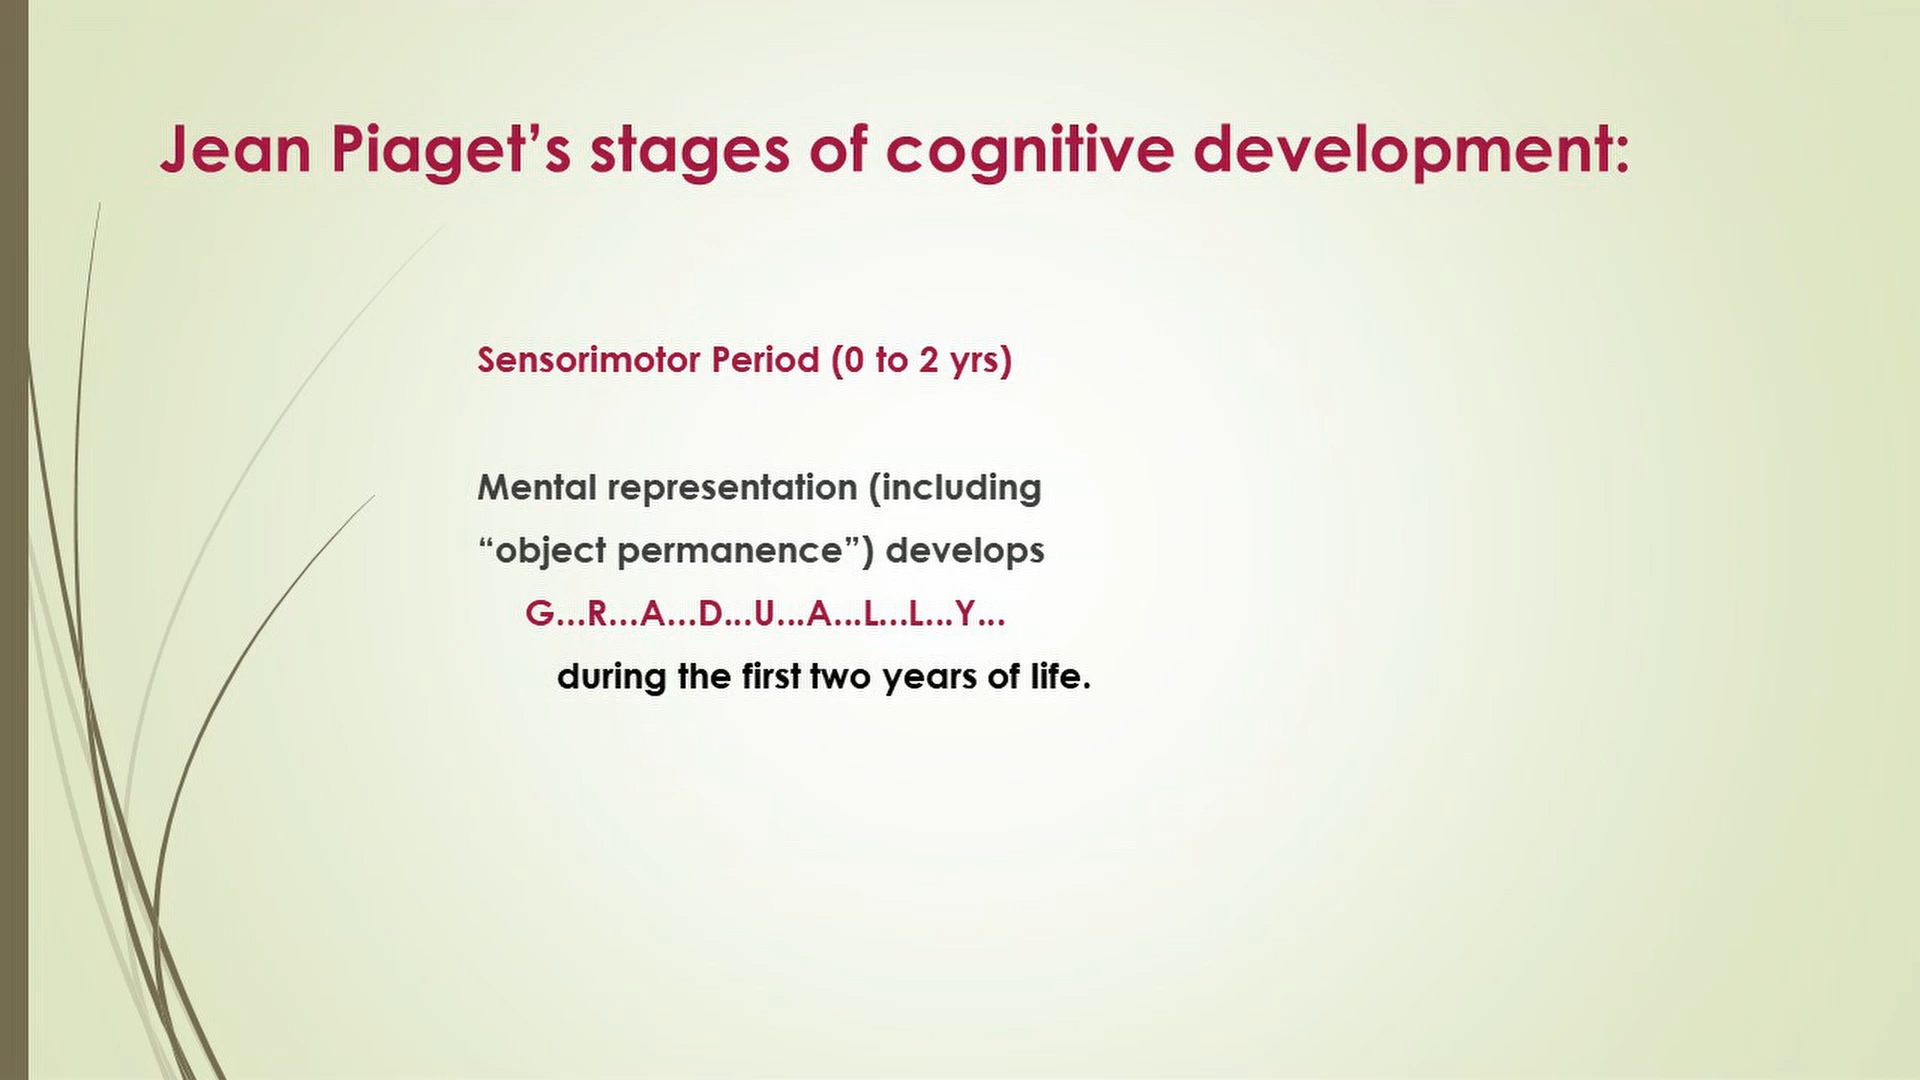 Jean Piaget’s stages of cognitive development:
Sensorimotor Period (0 to 2 yrs)
Mental representation (including
“object permanence”) develops
G...R...A...D...U...A...L...L...Y...
during the first two years of life.